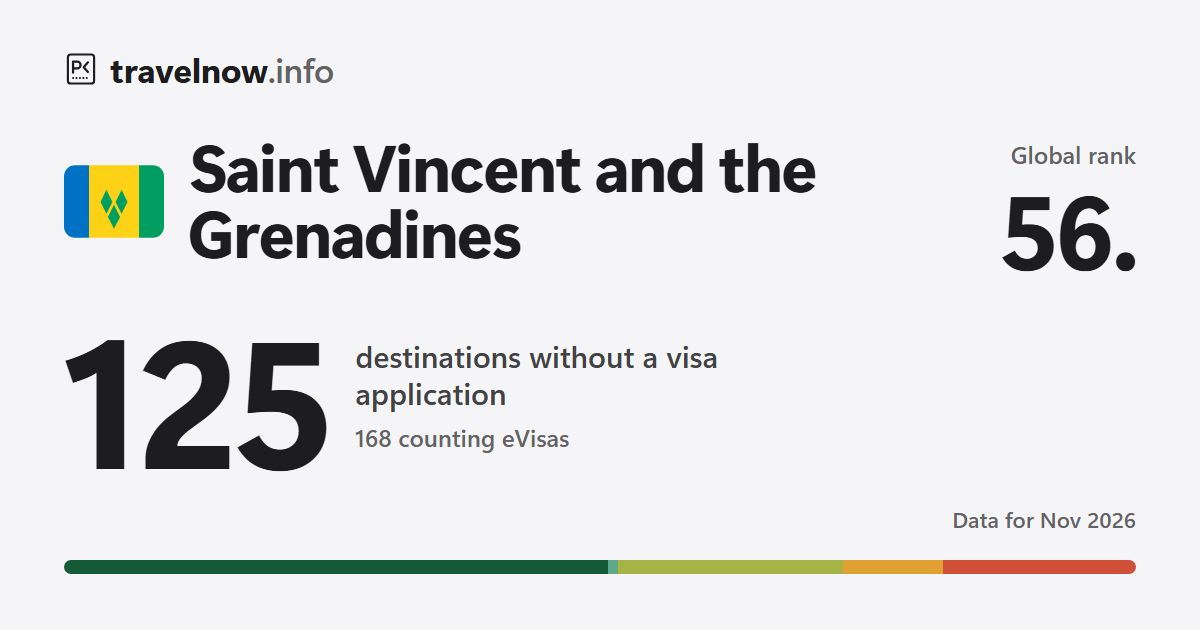 travelnow.info
Saint Vincent and the
Grenadines
Global rank
56.
125
destinations without a visa
application
168 counting eVisas
Data for Nov 2026